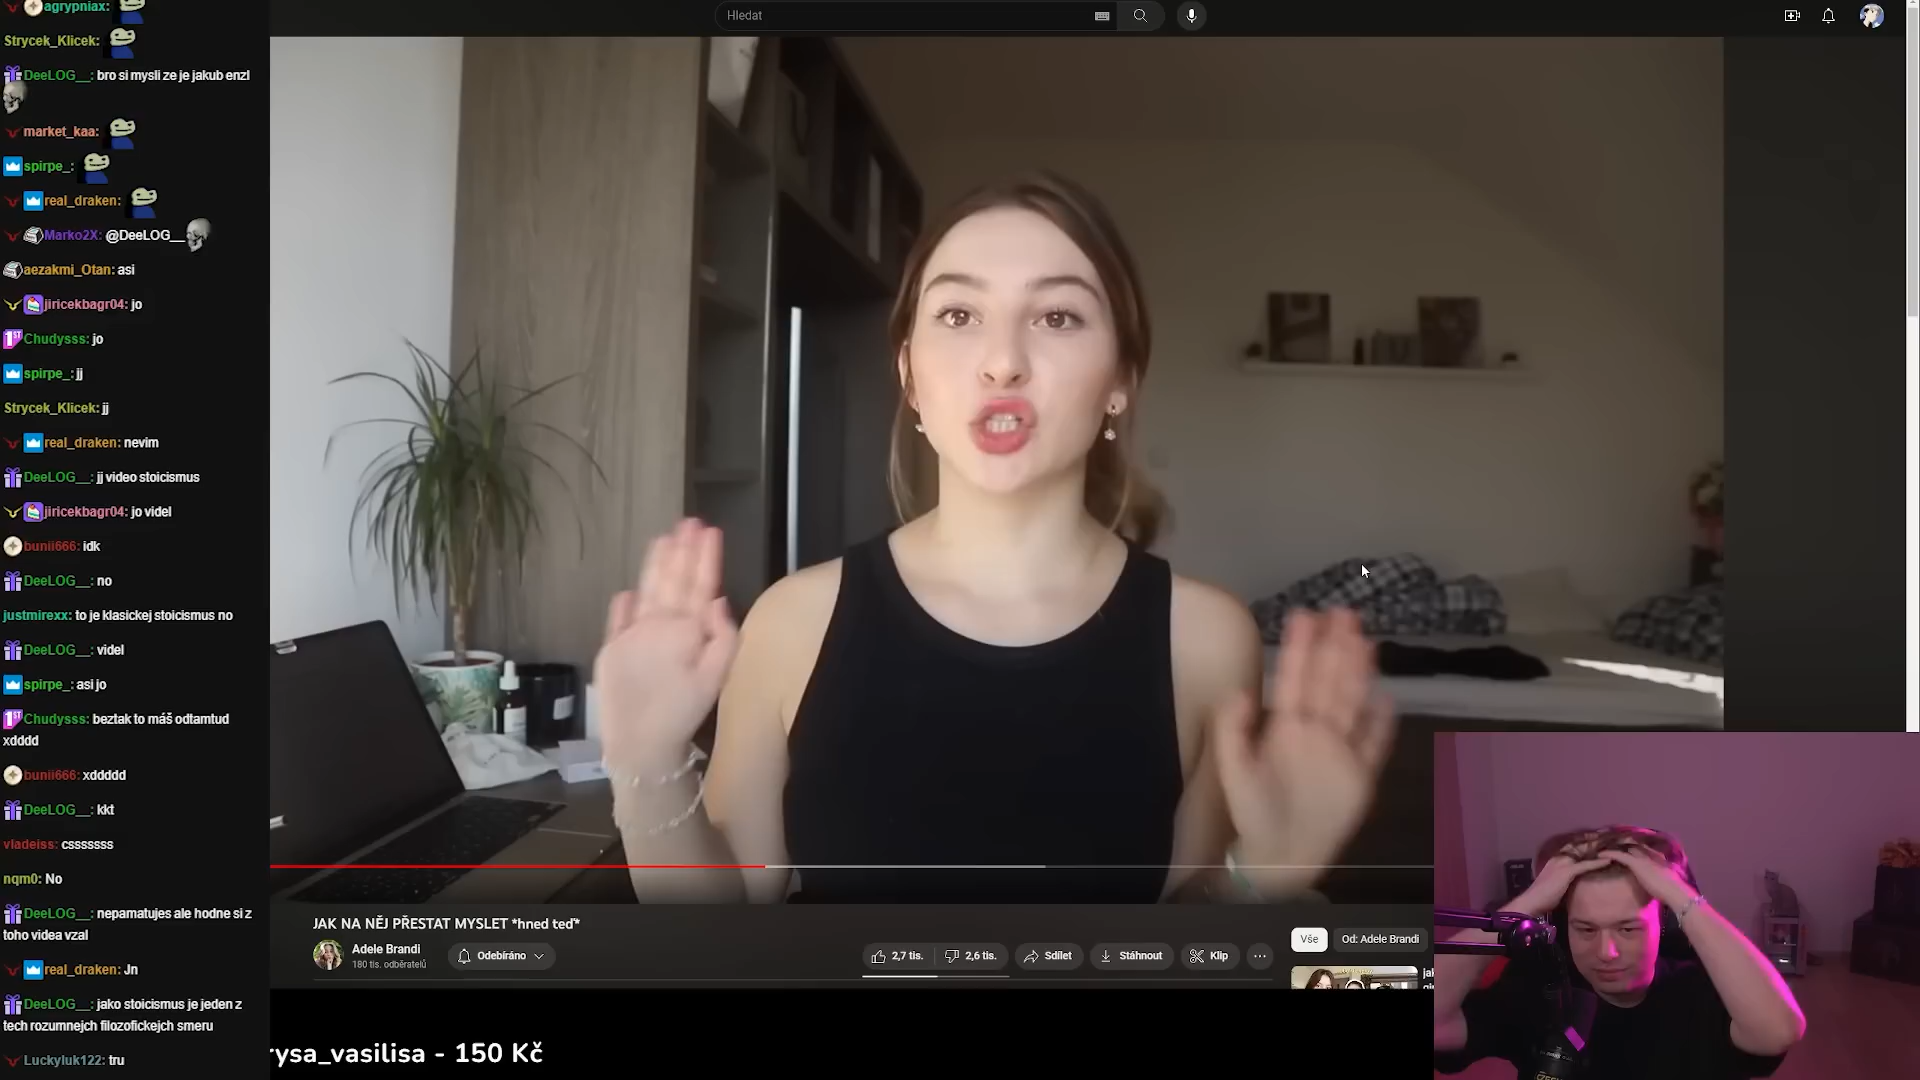 agrypniax:
Strycek_Klicek:
DeeLOG__: bro si mysli ze je jakub enzl
market_kaa:
spirpe_:
real_draken:
Marko2X: @DeeLOG__
aezakmi_Otan: asi
jiricekbagr04: jo
Chudysss: jo
spirpe_: jj
Strycek_Klicek: jj
real_draken: nevim
DeeLOG__: jj video stoicismus
jiricekbagr04: jo videl
bunii666: idk
DeeLOG__: no
justmirexx: to je klasickej stoicismus no
DeeLOG__: videl
spirpe_: asi jo
Chudysss: beztak to máš odtamtud
xdddd
bunii666: xddddd
DeeLOG__: kkt
vladeiss: csssssss
nqm0: No
DeeLOG__: nepamatujes ale hodne si z
toho videa vzal
real_draken: Jn
DeeLOG__: jako stoicismus je jeden z
tech rozumnejch filozofickejch smeru
Luckyluk122: tru
Hledat
JAK NA NĚJ PŘESTAT MYSLET *hned teď*
Adele Brandi
180 tis. odběratelů
Odebíráno
2,7 tis.
2,6 tis.
Sdílet
Stáhnout
Klip
Vše
Od: Adele Brandi
rysa_vasilisa - 150 Kč